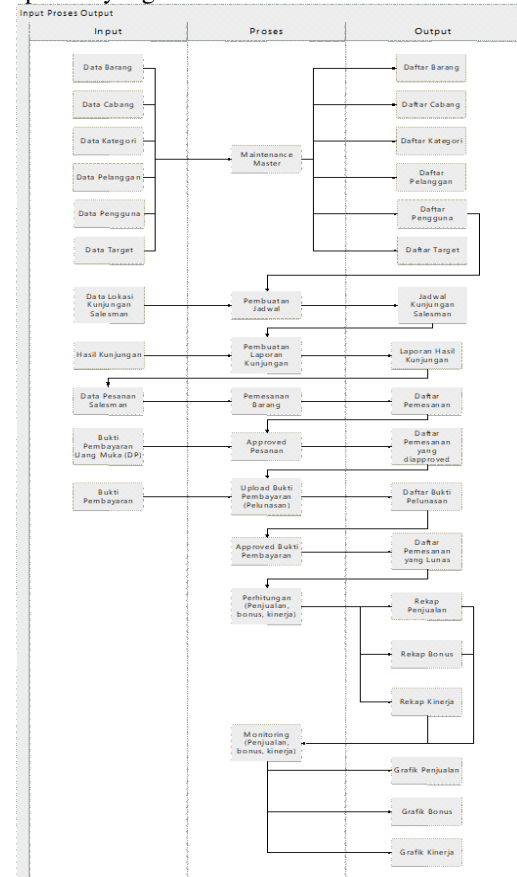 Input Proses Output
Input
Proses
Output
Data Barang
Daftar Barang
Data Cabang
Daftar Cabang
Data Kategori
Daftar Kategori
Maintenance
Master
Data Pelanggan
Daftar
Pelanggan
Data Pengguna
Daftar
Pengguna
Data Target
Daftar Target
Data Lokasi
Kunjungan
Salesman
Pembuatan
Jadwal
Jadwal
Kunjungan
Salesman
Hasil Kunjungan
Pembuatan
Laporan
Kunjungan
Laporan Hasil
Kunjungan
Data Pesanan
Salesman
Pemesanan
Barang
Daftar
Pemesanan
Bukti
Pembayaran
Uang Muka (DP)
Approved
Pesanan
Daftar
Pemesanan
yang
diapproved
Bukti
Pembayaran
Upload Bukti
Pembayaran
(Pelunasan)
Daftar Bukti
Pelunasan
Approved Bukti
Pembayaran
Daftar
Pemesanan
yang Lunas
Perhitungan
(Penjualan,
bonus, kinerja)
Rekap
Penjualan
Rekap Bonus
Rekap Kinerja
Monitoring
(Penjualan,
bonus, kinerja)
Grafik Penjualan
Grafik Bonus
Grafik Kinerja